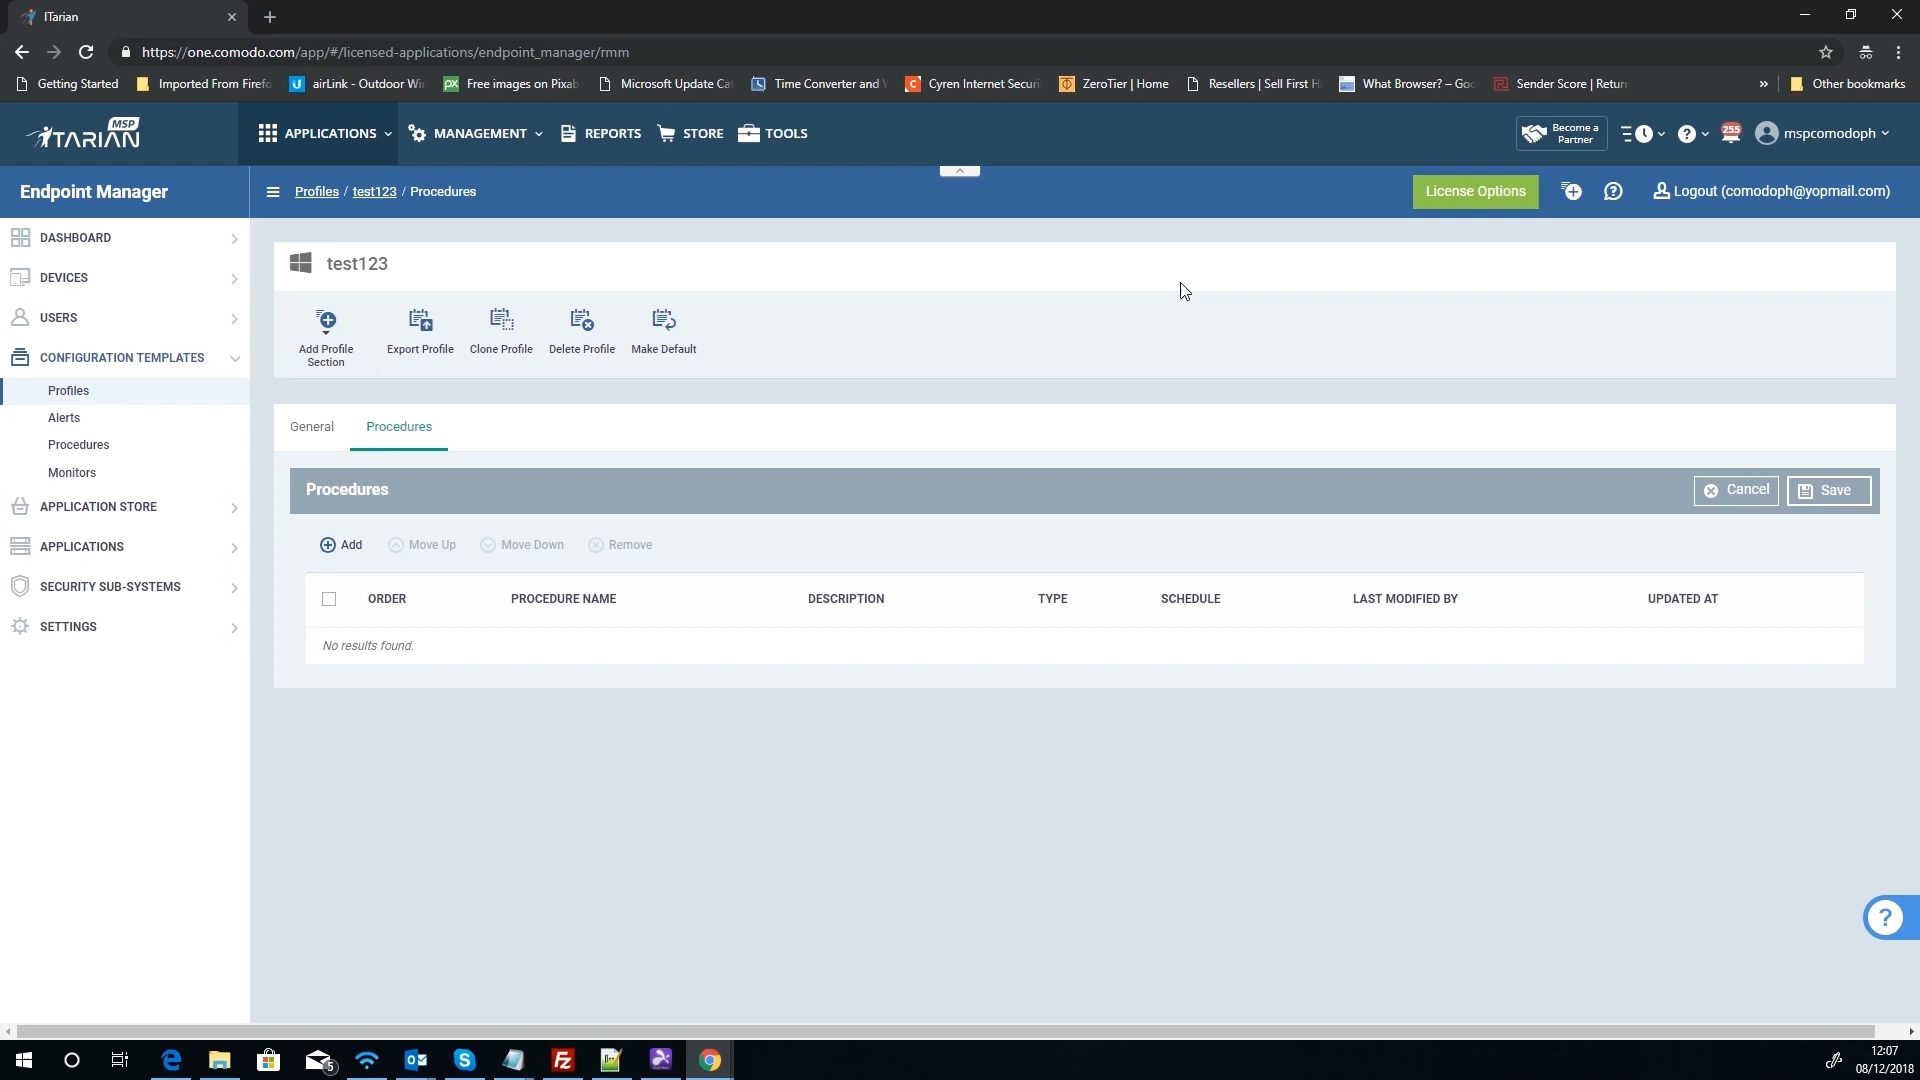 ITarian
https://one.comodo.com/app/#/licensed-applications/endpoint_manager/rmm
Getting Started
Imported From Firefo
airLink - Outdoor Wi
Free images on Pixab
Microsoft Update Cat
Time Converter and
Cyren Internet Securi
ZeroTier | Home
Resellers | Sell First H
What Browser? – Goo
Sender Score | Return
» Other bookmarks
ITARIAN MSP
APPLICATIONS
MANAGEMENT
REPORTS
STORE
TOOLS
Become a
Partner
255
mspcomodoph
Endpoint Manager
Profiles / test123 / Procedures
License Options
Logout (comodoph@yopmail.com)
DASHBOARD
DEVICES
USERS
CONFIGURATION TEMPLATES
Profiles
Alerts
Procedures
Monitors
APPLICATION STORE
APPLICATIONS
SECURITY SUB-SYSTEMS
SETTINGS
test123
Add Profile
Section
Export Profile
Clone Profile
Delete Profile
Make Default
General
Procedures
Procedures
Cancel
Save
Add
Move Up
Move Down
Remove
ORDER PROCEDURE NAME DESCRIPTION TYPE SCHEDULE LAST MODIFIED BY UPDATED AT
No results found.
?
5
12:07
08/12/2018